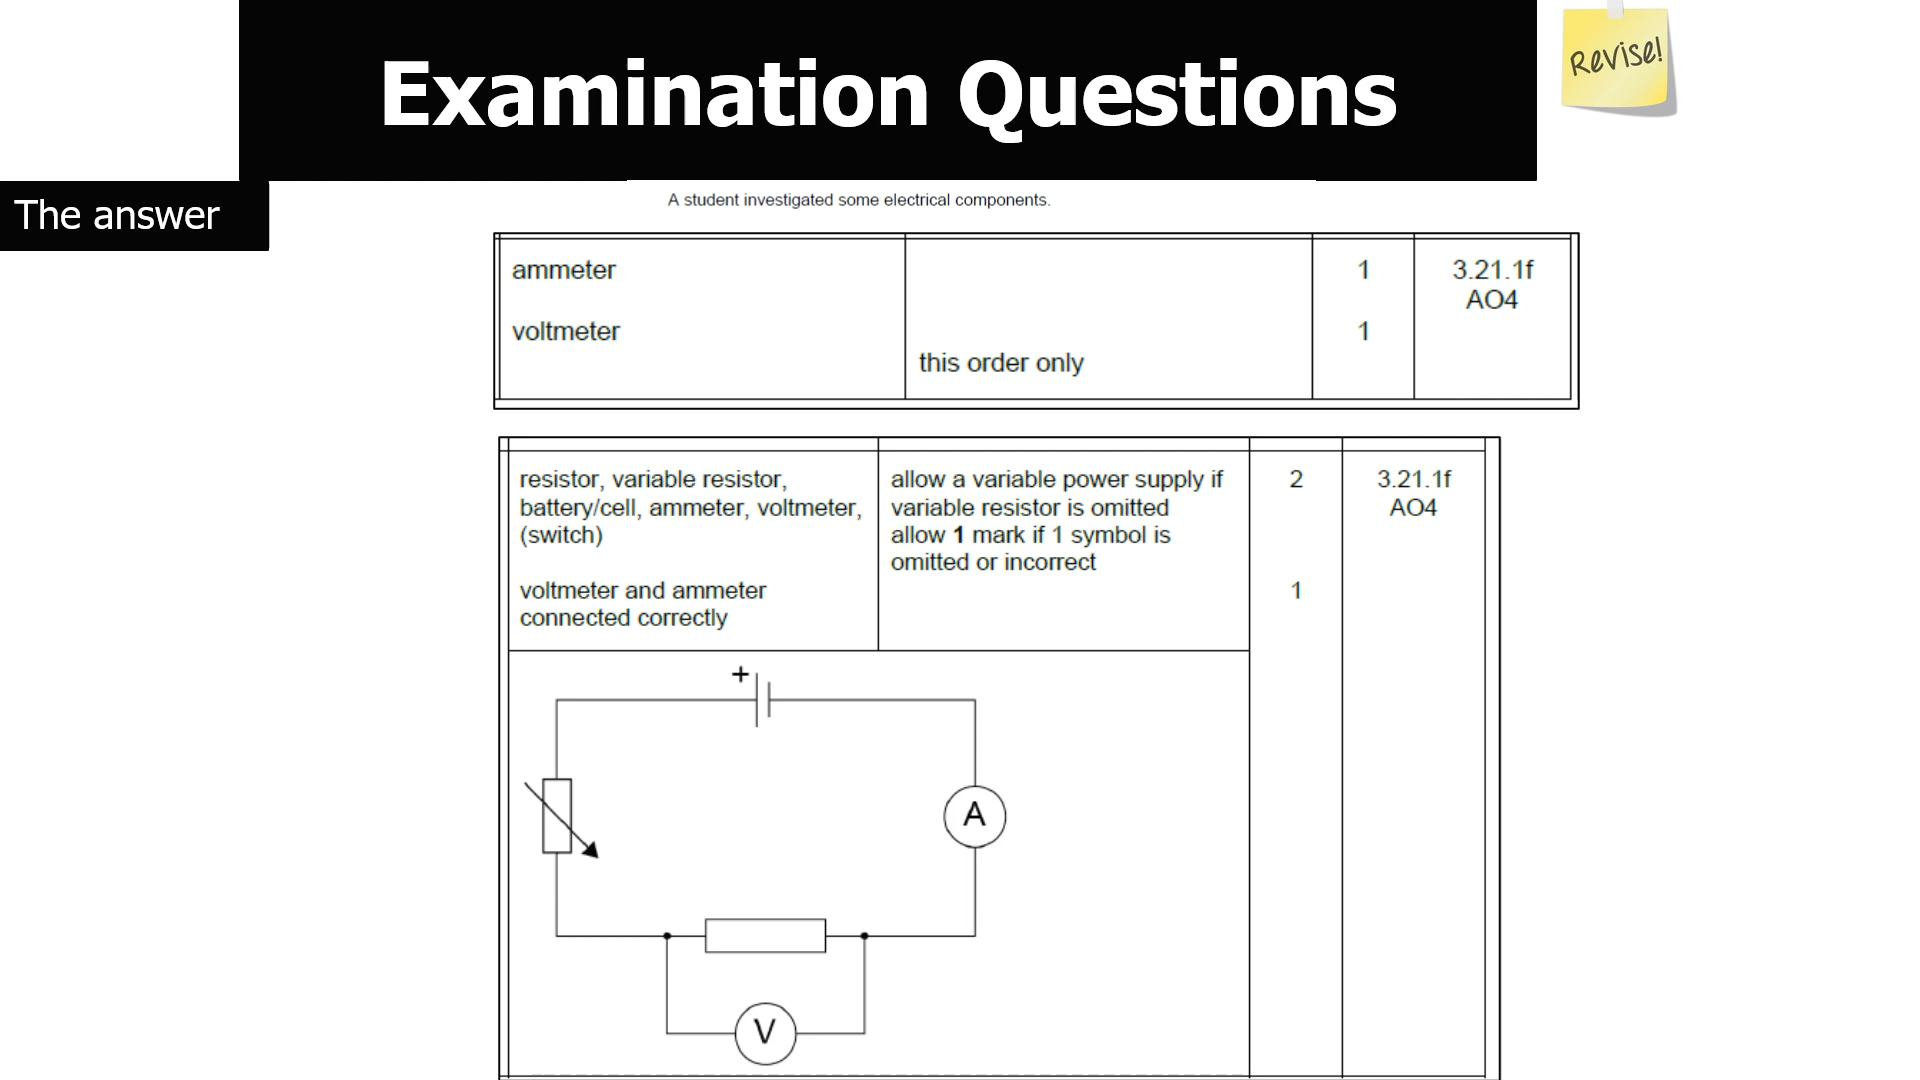 Examination Questions
Revise!
The answer
A student investigated some electrical components.
ammeter
1
3.21.1f
AO4
voltmeter
1
this order only
resistor, variable resistor,
battery/cell, ammeter, voltmeter,
(switch)
allow a variable power supply if
variable resistor is omitted
allow 1 mark if 1 symbol is
omitted or incorrect
2
3.21.1f
AO4
voltmeter and ammeter
connected correctly
1
+
A
V